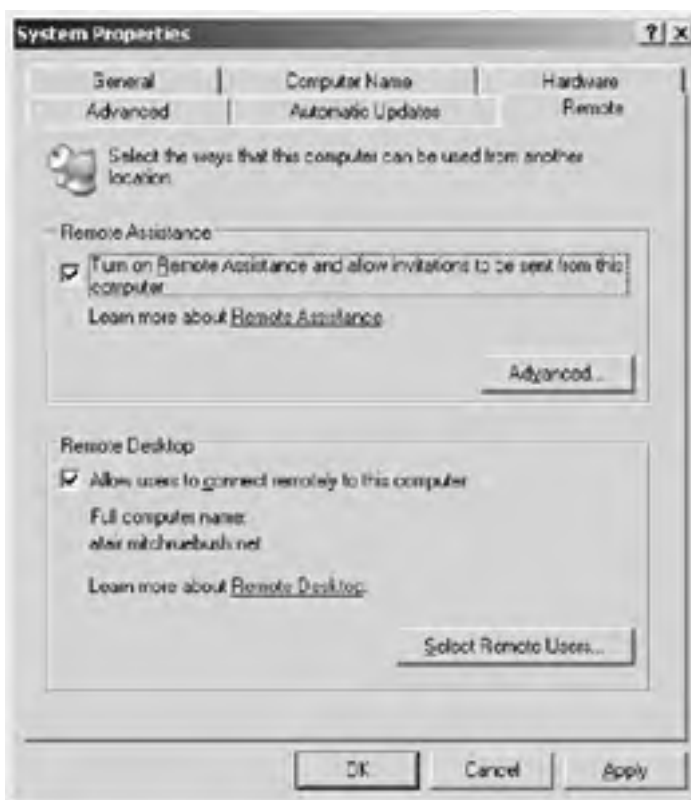 System Properties
? X
General
Computer Name
Hardware
Advanced
Automatic Updates
Remote
Select the ways that this computer can be used from another
location.
Remote Assistance
Turn on Remote Assistance and allow invitations to be sent from this
computer
Learn more about Remote Assistance.
Advanced...
Remote Desktop
Allow users to connect remotely to this computer
Full computer name:
mitchruebush.net
Learn more about Remote Desktop.
Select Remote Users...
OK
Cancel
Apply